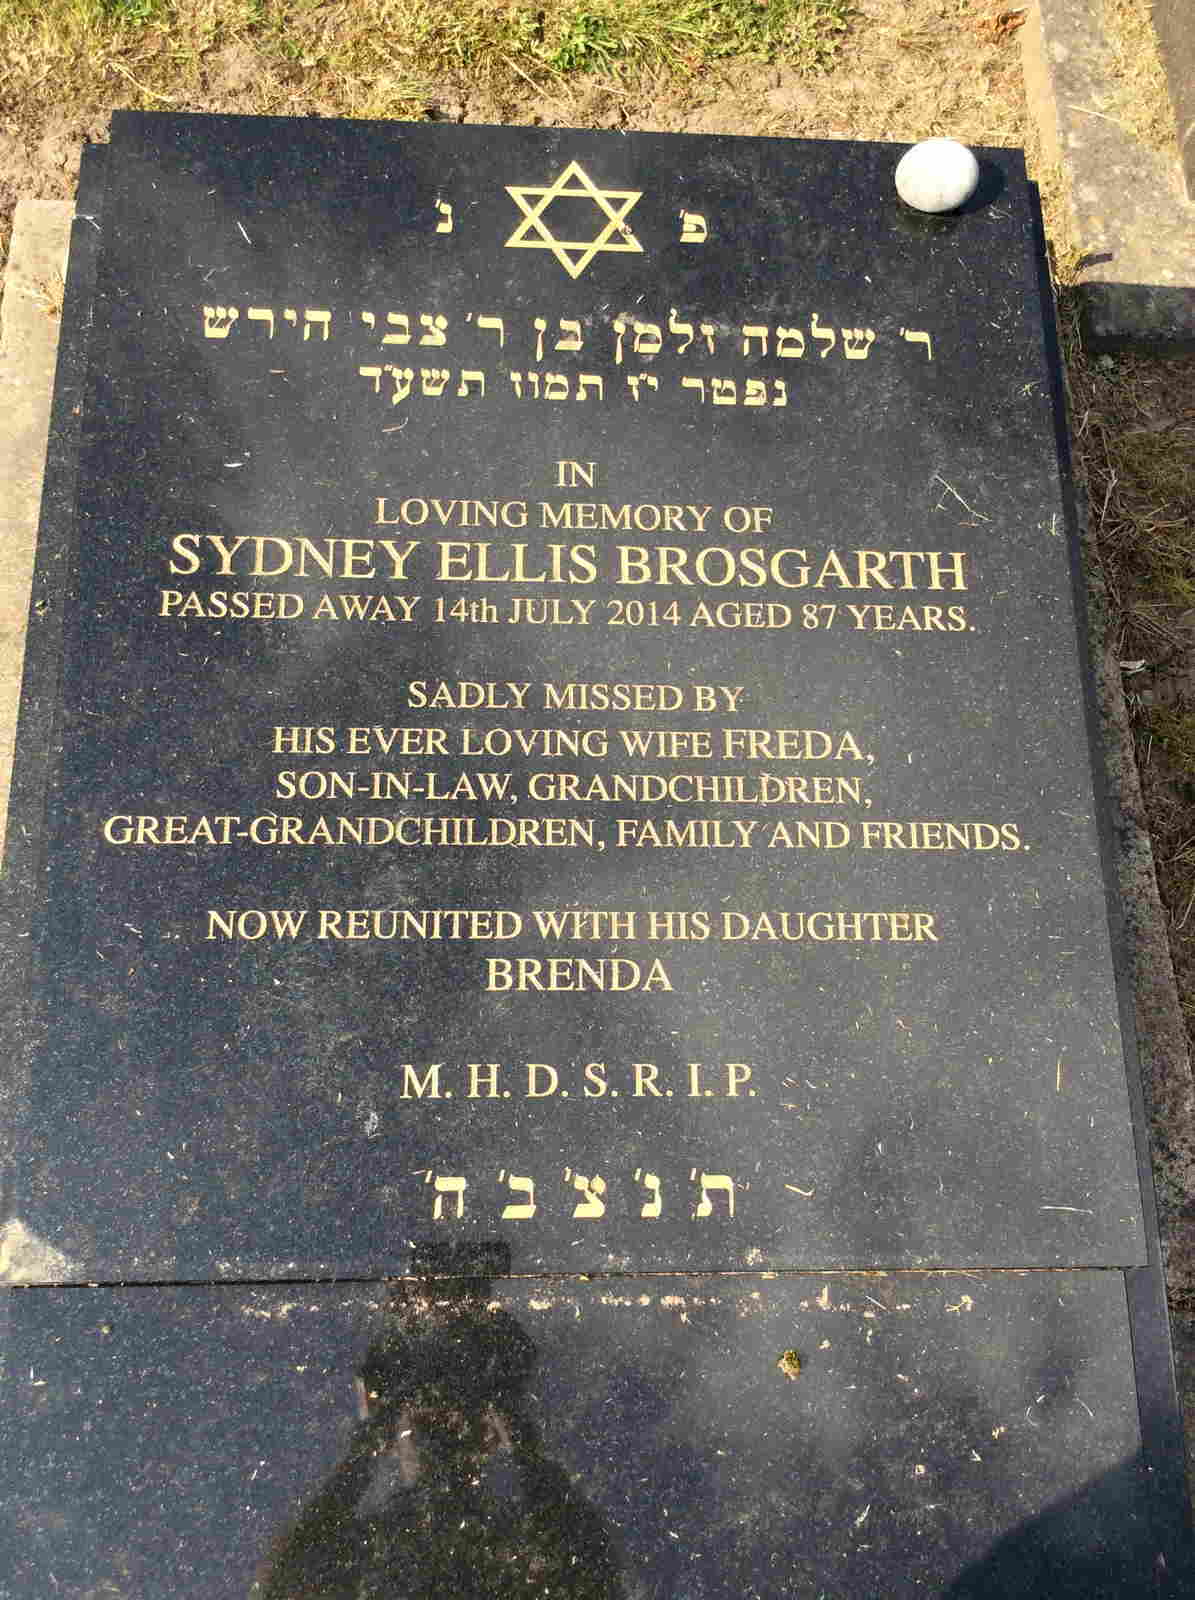 פ' נ'
ר' שלמה זלמן בן ר' צבי הירש
נפטר י"ז תמוז תשע"ד
IN
LOVING MEMORY OF
SYDNEY ELLIS BROSGARTH
PASSED AWAY 14th JULY 2014 AGED 87 YEARS.
SADLY MISSED BY
HIS EVER LOVING WIFE FREDA,
SON-IN-LAW, GRANDCHILDREN,
GREAT-GRANDCHILDREN, FAMILY AND FRIENDS.
NOW REUNITED WITH HIS DAUGHTER
BRENDA
M. H. D. S. R. I. P.
ת' נ' צ' ב' ה'